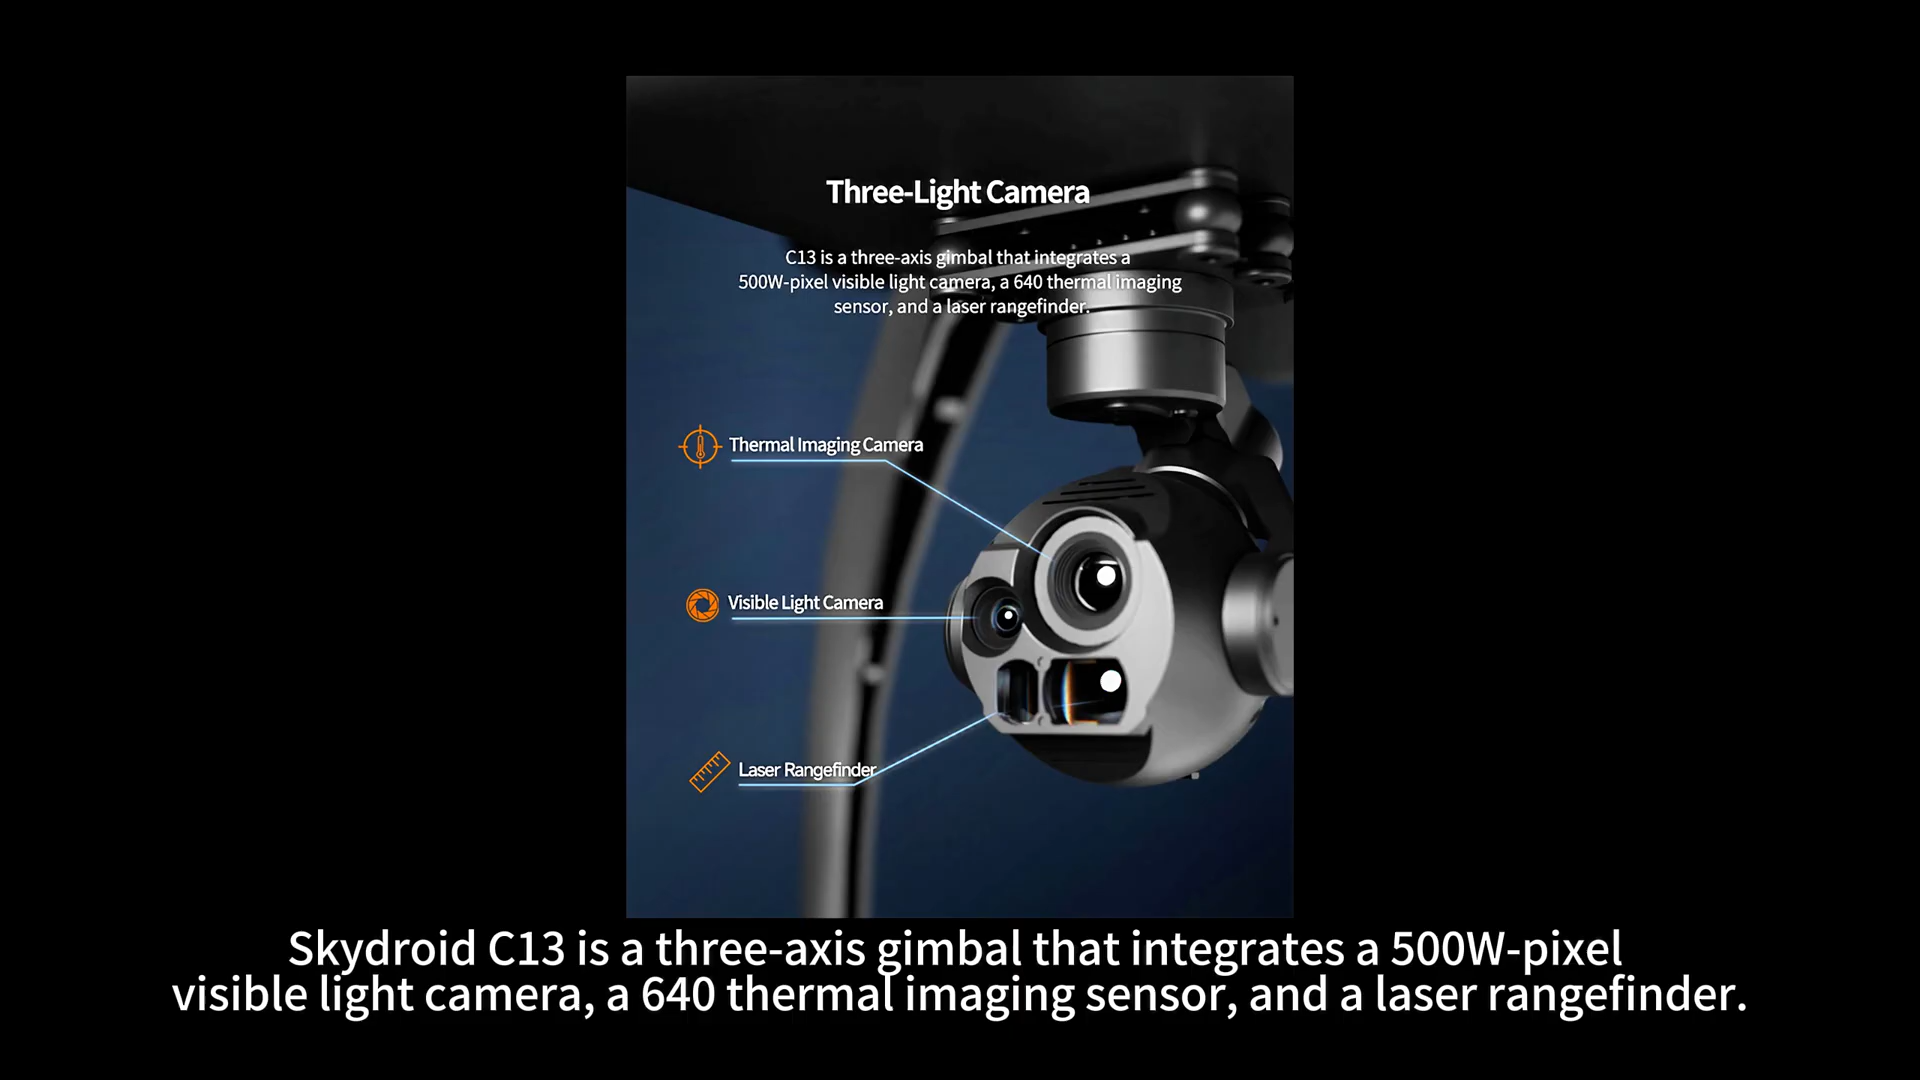 Three-Light Camera
C13 is a three-axis gimbal that integrates a
500W-pixel visible light camera, a 640 thermal imaging
sensor, and a laser rangefinder.
Thermal Imaging Camera
Visible Light Camera
Laser Rangefinder
Skydroid C13 is a three-axis gimbal that integrates a 500W-pixel
visible light camera, a 640 thermal imaging sensor, and a laser rangefinder.